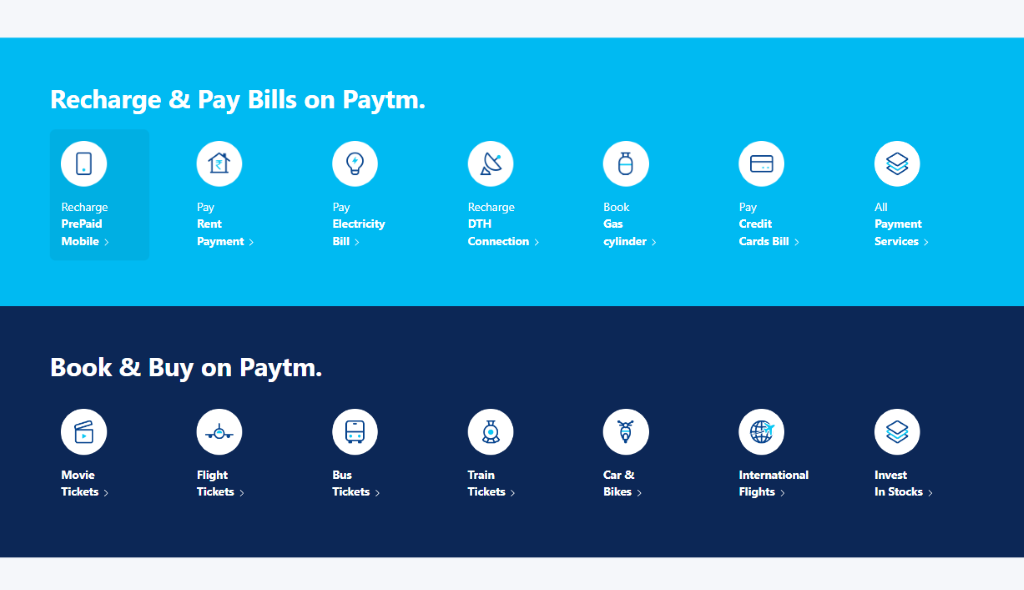 Recharge & Pay Bills on Paytm.
Recharge
PrePaid
Mobile >
Pay
Rent
Payment >
Pay
Electricity
Bill >
Recharge
DTH
Connection >
Book
Gas
cylinder >
Pay
Credit
Cards Bill >
All
Payment
Services >
Book & Buy on Paytm.
Movie
Tickets >
Flight
Tickets >
Bus
Tickets >
Train
Tickets >
Car &
Bikes >
International
Flights >
Invest
In Stocks >